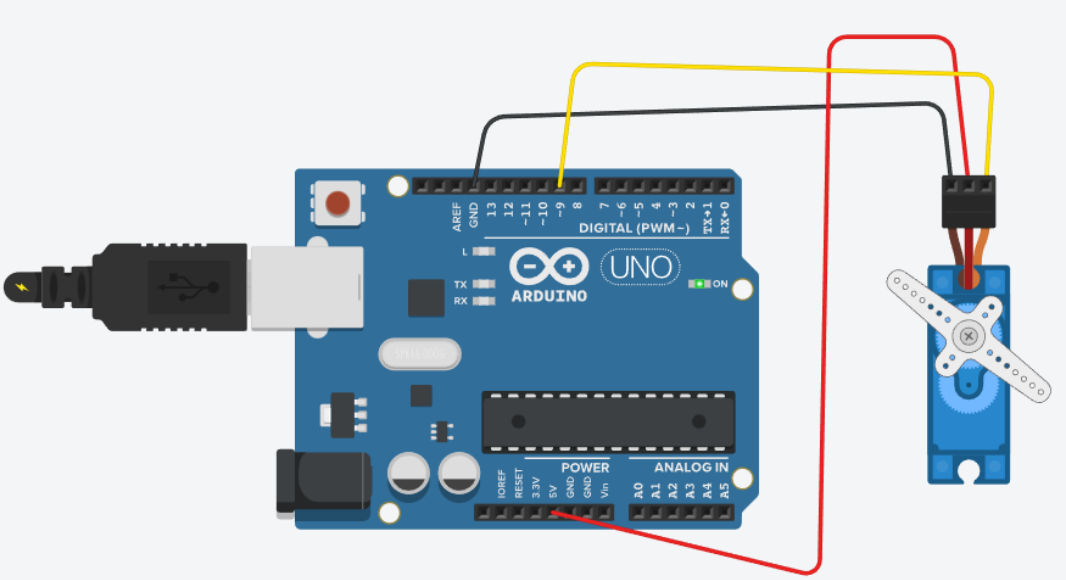 AREF
GND
13
12
~11
~10
~9
8
7
~6
~5
4
~3
2
TX→1
RX←0
DIGITAL (PWM~)
L
TX
RX
ARDUINO
UNO
ON
POWER
ANALOG IN
IOREF
RESET
3.3V
5V
GND
GND
Vin
A0
A1
A2
A3
A4
A5